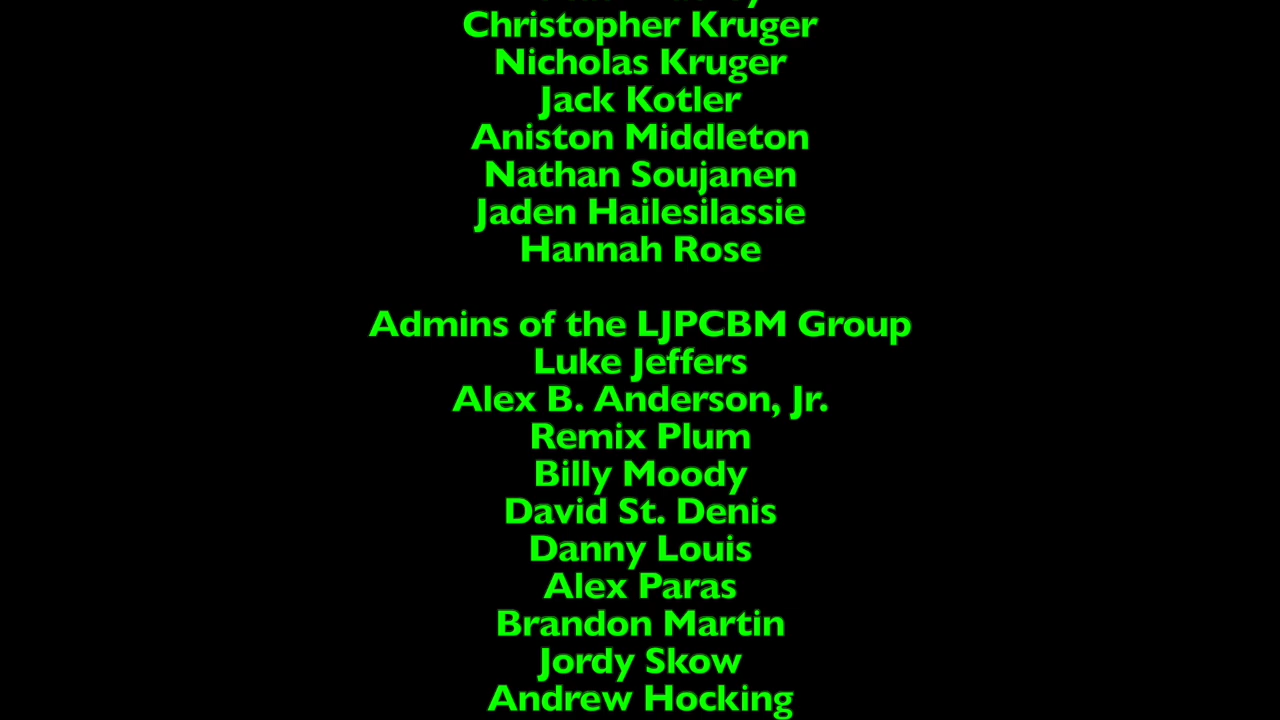 Christopher Kruger
Nicholas Kruger
Jack Kotler
Aniston Middleton
Nathan Soujanen
Jaden Hailesilassie
Hannah Rose
Admins of the LJPCBM Group
Luke Jeffers
Alex B. Anderson, Jr.
Remix Plum
Billy Moody
David St. Denis
Danny Louis
Alex Paras
Brandon Martin
Jordy Skow
Andrew Hocking